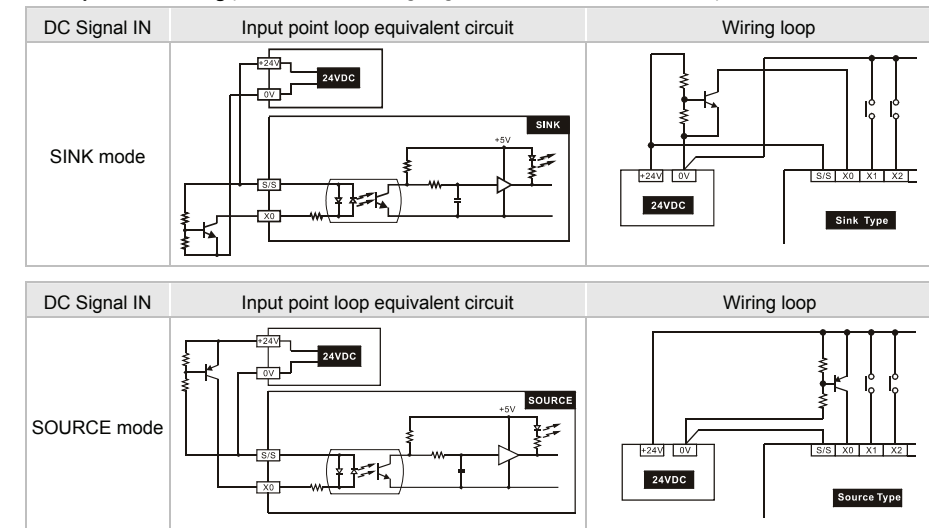 DC Signal IN Input point loop equivalent circuit Wiring loop
SINK mode
+24V
24VDC
0V
SINK
+5V
S/S
X0
+24V 0V
24VDC
S/S X0 X1 X2
Sink Type
DC Signal IN Input point loop equivalent circuit Wiring loop
SOURCE mode
+24V
24VDC
0V
SOURCE
+5V
S/S
X0
+24V 0V
24VDC
S/S X0 X1 X2
Source Type